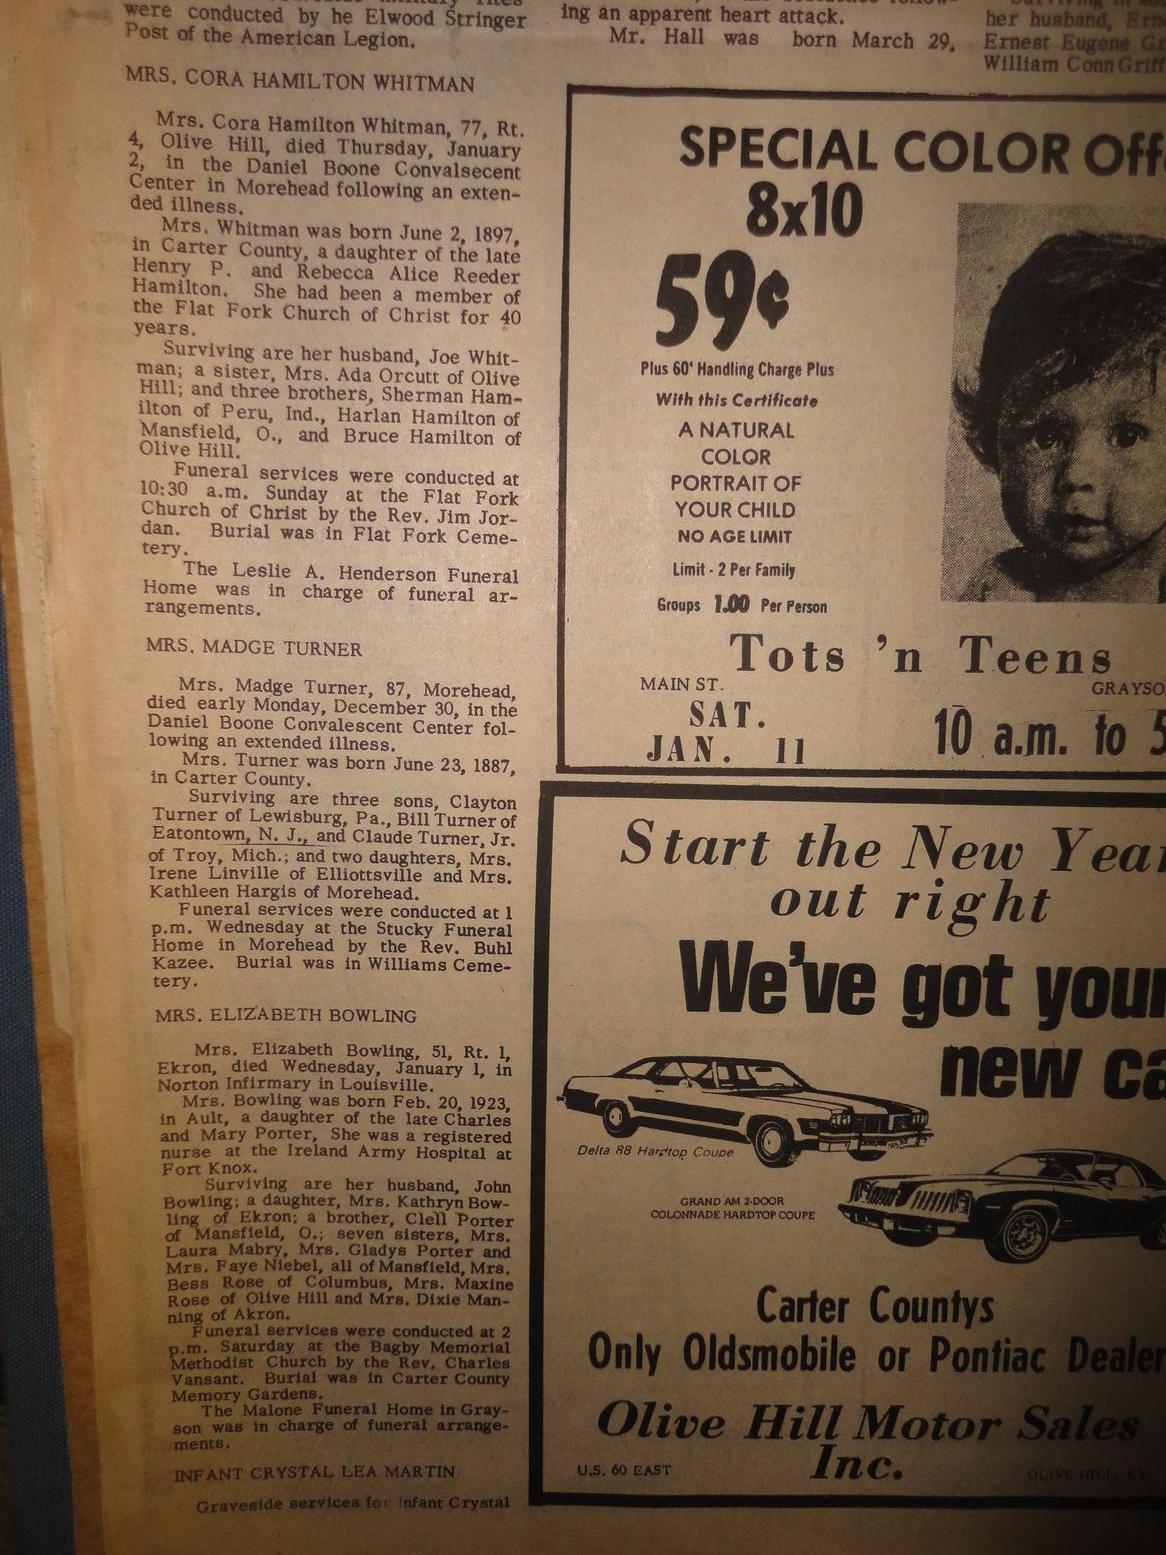 were conducted by he Elwood Stringer
Post of the American Legion.
MRS. CORA HAMILTON WHITMAN
Mrs. Cora Hamilton Whitman, 77, Rt.
4, Olive Hill, died Thursday, January
2, in the Daniel Boone Convalsecent
Center in Morehead following an exten-
ded illness.
Mrs. Whitman was born June 2, 1897,
in Carter County, a daughter of the late
Henry P. and Rebecca Alice Reeder
Hamilton. She had been a member of
the Flat Fork Church of Christ for 40
years.
Surviving are her husband, Joe Whit-
man; a sister, Mrs. Ada Orcutt of Olive
Hill; and three brothers, Sherman Ham-
ilton of Peru, Ind., Harlan Hamilton of
Mansfield, O., and Bruce Hamilton of
Olive Hill.
Funeral services were conducted at
10:30 a.m. Sunday at the Flat Fork
Church of Christ by the Rev. Jim Jor-
dan. Burial was in Flat Fork Ceme-
tery.
The Leslie A. Henderson Funeral
Home was in charge of funeral ar-
rangements.
MRS. MADGE TURNER
Mrs. Madge Turner, 87, Morehead,
died early Monday, December 30, in the
Daniel Boone Convalescent Center fol-
lowing an extended illness.
Mrs. Turner was born June 23, 1887,
in Carter County.
Surviving are three sons, Clayton
Turner of Lewisburg, Pa., Bill Turner of
Eatontown, N. J., and Claude Turner, Jr.
of Troy, Mich.; and two daughters, Mrs.
Irene Linville of Elliottsville and Mrs.
Kathleen Hargis of Morehead.
Funeral services were conducted at 1
p.m. Wednesday at the Stucky Funeral
Home in Morehead by the Rev. Buhl
Kazee. Burial was in Williams Ceme-
tery.
MRS. ELIZABETH BOWLING
Mrs. Elizabeth Bowling, 51, Rt. 1,
Ekron, died Wednesday, January 1, in
Norton Infirmary in Louisville.
Mrs. Bowling was born Feb. 20, 1923,
in Ault, a daughter of the late Charles
and Mary Porter, She was a registered
nurse at the Ireland Army Hospital at
Fort Knox.
Surviving are her husband, John
Bowling; a daughter, Mrs. Kathryn Bow-
ling of Ekron; a brother, Clell Porter
of Mansfield, O.; seven sisters, Mrs.
Laura Mabry, Mrs. Gladys Porter and
Mrs. Faye Niebel, all of Mansfield, Mrs.
Bess Rose of Columbus, Mrs. Maxine
Rose of Olive Hill and Mrs. Dixie Man-
ning of Akron.
Funeral services were conducted at 2
p.m. Saturday at the Bagby Memorial
Methodist Church by the Rev. Charles
Vansant. Burial was in Carter County
Memory Gardens.
The Malone Funeral Home in Gray-
son was in charge of funeral arrange-
ments.
INFANT CRYSTAL LEA MARTIN
Graveside services for Infant Crystal
ing an apparent heart attack.
Mr. Hall was born March 29,
her husband, Ern
Ernest Eugene Gr
William Conn Griff
SPECIAL COLOR Off
8x10
59¢
Plus 60¢ Handling Charge Plus
With this Certificate
A NATURAL
COLOR
PORTRAIT OF
YOUR CHILD
NO AGE LIMIT
Limit - 2 Per Family
Groups 1.00 Per Person
Tots 'n Teens
MAIN ST. GRAYSO
SAT.
JAN. 11
10 a.m. to 5
Start the New Year
out right
We've got your
new ca
Delta 88 Hardtop Coupe
GRAND AM 2-DOOR
COLONNADE HARDTOP COUPE
Carter Countys
Only Oldsmobile or Pontiac Dealer
Olive Hill Motor Sales
Inc.
U.S. 60 EAST OLIVE HILL, KY